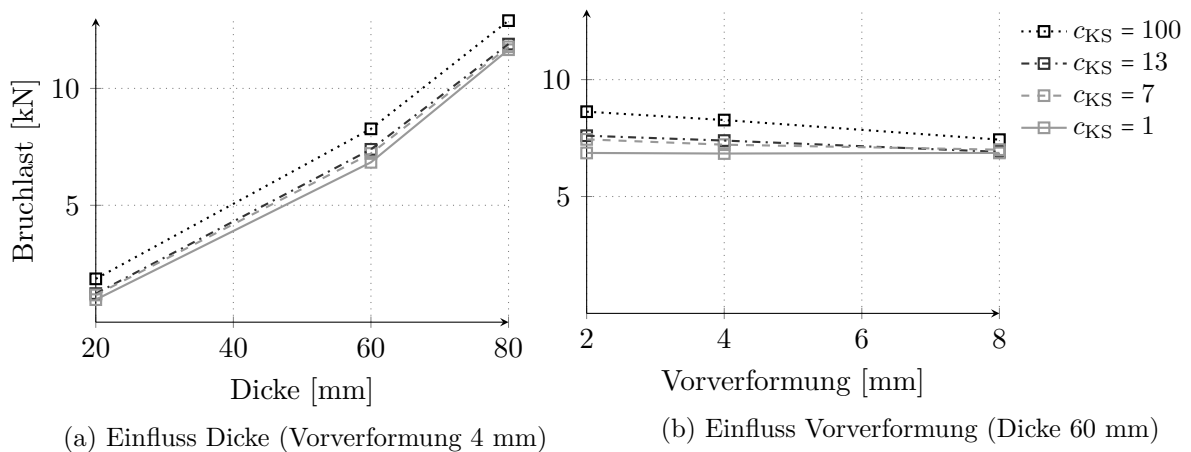 Bruchlast [kN]
10
5
20
40
60
80
Dicke [mm]
(a) Einfluss Dicke (Vorverformung 4 mm)
10
5
2
4
6
8
Vorverformung [mm]
(b) Einfluss Vorverformung (Dicke 60 mm)
c_KS = 100
c_KS = 13
c_KS = 7
c_KS = 1